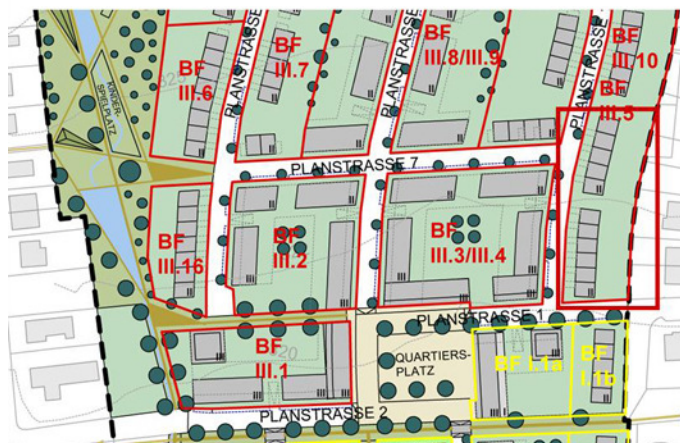 BF
III.6
BF
III.7
BF
III.8/III.9
BF
III.10
BF
III.5
PLANSTRASSE
PLANSTRASSE
PLANSTRASSE
KINDER-
SPIELPLATZ
PLANSTRASSE 7
BF
III.16
BF
III.2
BF
III.3/III.4
PLANSTRASSE 1
BF
III.1
520
QUARTIERS-
PLATZ
BF I.1a
BF
I.1b
PLANSTRASSE 2